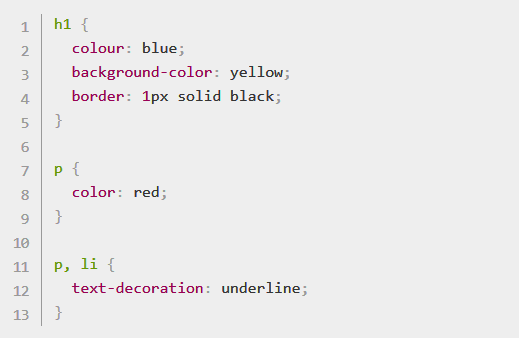 1 h1 {
2   colour: blue;
3   background-color: yellow;
4   border: 1px solid black;
5 }
6
7 p {
8   color: red;
9 }
10
11 p, li {
12   text-decoration: underline;
13 }